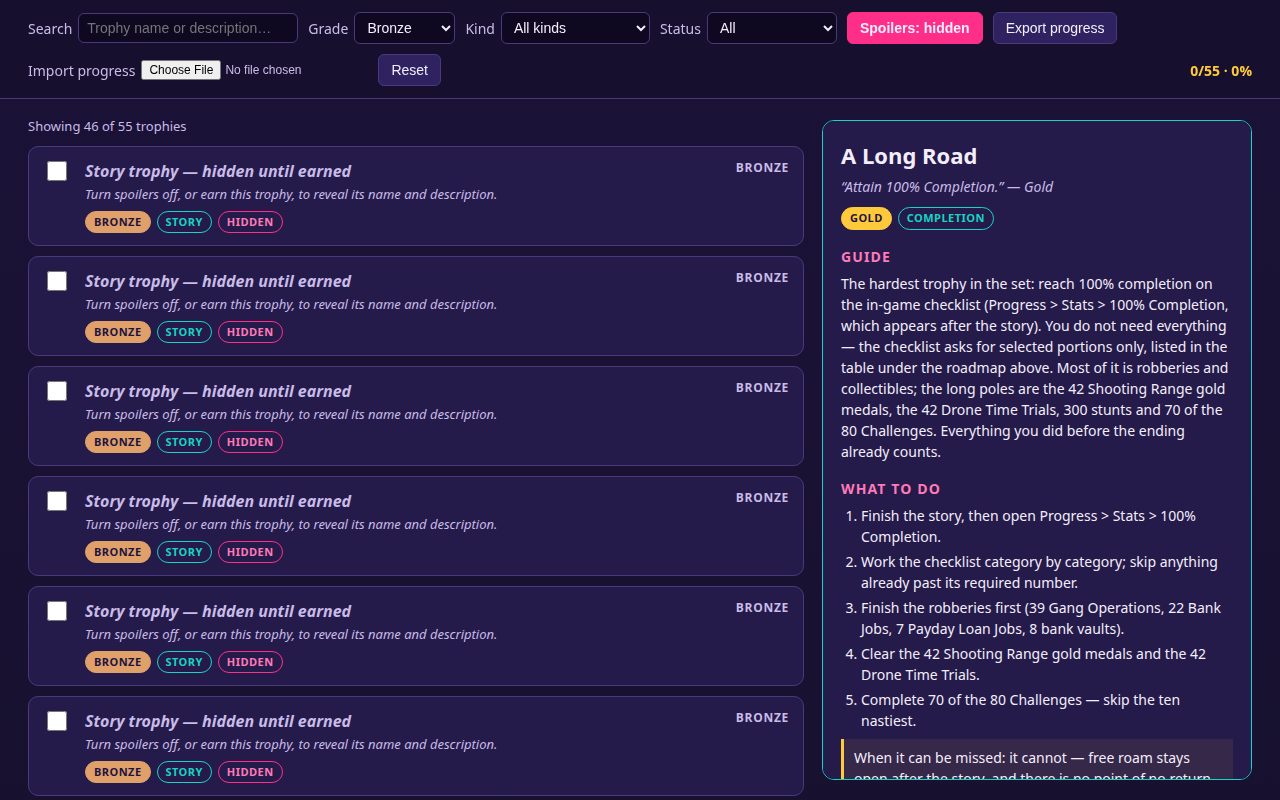 Search Trophy name or description… Grade Bronze Kind All kinds Status All Spoilers: hidden Export progress
Import progress Choose File No file chosen Reset 0/55 · 0%
Showing 46 of 55 trophies
Story trophy — hidden until earned BRONZE
Turn spoilers off, or earn this trophy, to reveal its name and description.
BRONZE STORY HIDDEN
Story trophy — hidden until earned BRONZE
Turn spoilers off, or earn this trophy, to reveal its name and description.
BRONZE STORY HIDDEN
Story trophy — hidden until earned BRONZE
Turn spoilers off, or earn this trophy, to reveal its name and description.
BRONZE STORY HIDDEN
Story trophy — hidden until earned BRONZE
Turn spoilers off, or earn this trophy, to reveal its name and description.
BRONZE STORY HIDDEN
Story trophy — hidden until earned BRONZE
Turn spoilers off, or earn this trophy, to reveal its name and description.
BRONZE STORY HIDDEN
Story trophy — hidden until earned BRONZE
Turn spoilers off, or earn this trophy, to reveal its name and description.
BRONZE STORY HIDDEN
A Long Road
“Attain 100% Completion.” — Gold
GOLD COMPLETION
GUIDE
The hardest trophy in the set: reach 100% completion on
the in-game checklist (Progress > Stats > 100% Completion,
which appears after the story). You do not need everything
— the checklist asks for selected portions only, listed in the
table under the roadmap above. Most of it is robberies and
collectibles; the long poles are the 42 Shooting Range gold
medals, the 42 Drone Time Trials, 300 stunts and 70 of the
80 Challenges. Everything you did before the ending
already counts.
WHAT TO DO
1. Finish the story, then open Progress > Stats > 100%
Completion.
2. Work the checklist category by category; skip anything
already past its required number.
3. Finish the robberies first (39 Gang Operations, 22 Bank
Jobs, 7 Payday Loan Jobs, 8 bank vaults).
4. Clear the 42 Shooting Range gold medals and the 42
Drone Time Trials.
5. Complete 70 of the 80 Challenges — skip the ten
nastiest.
When it can be missed: it cannot — free roam stays
open after the story, and there is no point of no return